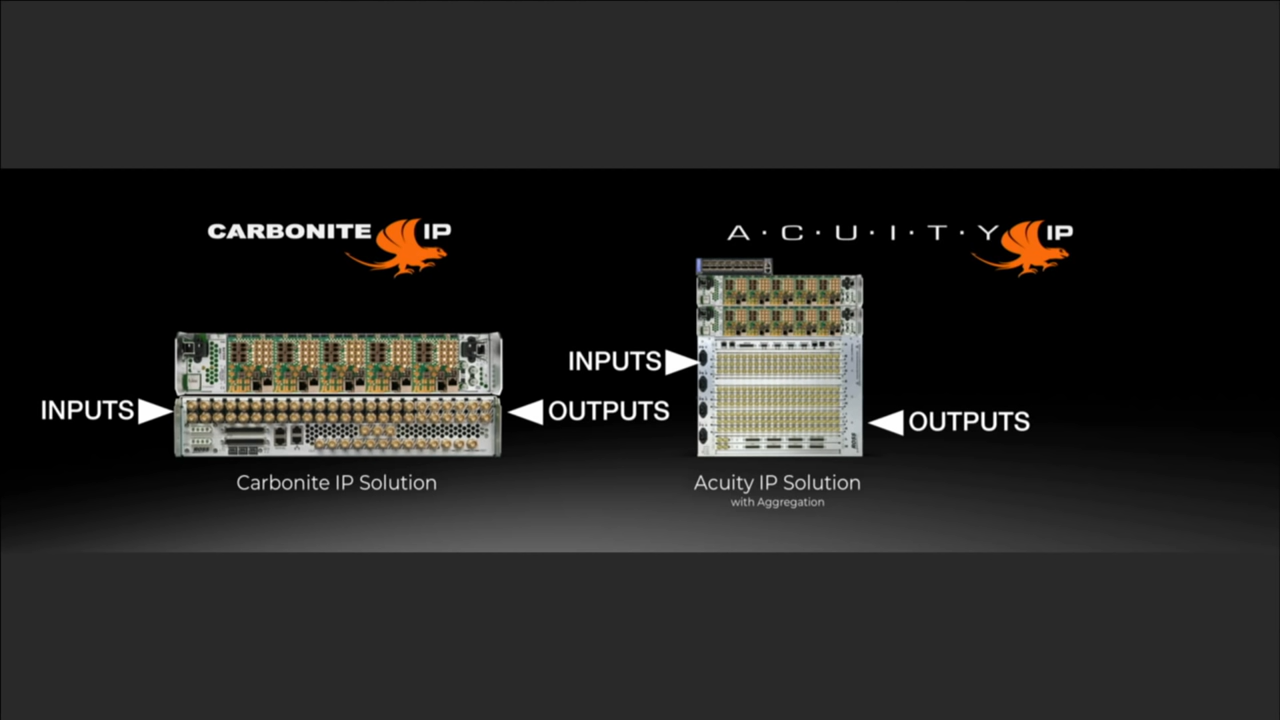 CARBONITE IP
A·C·U·I·T·Y IP
INPUTS
OUTPUTS
INPUTS
OUTPUTS
Carbonite IP Solution
Acuity IP Solution
with Aggregation